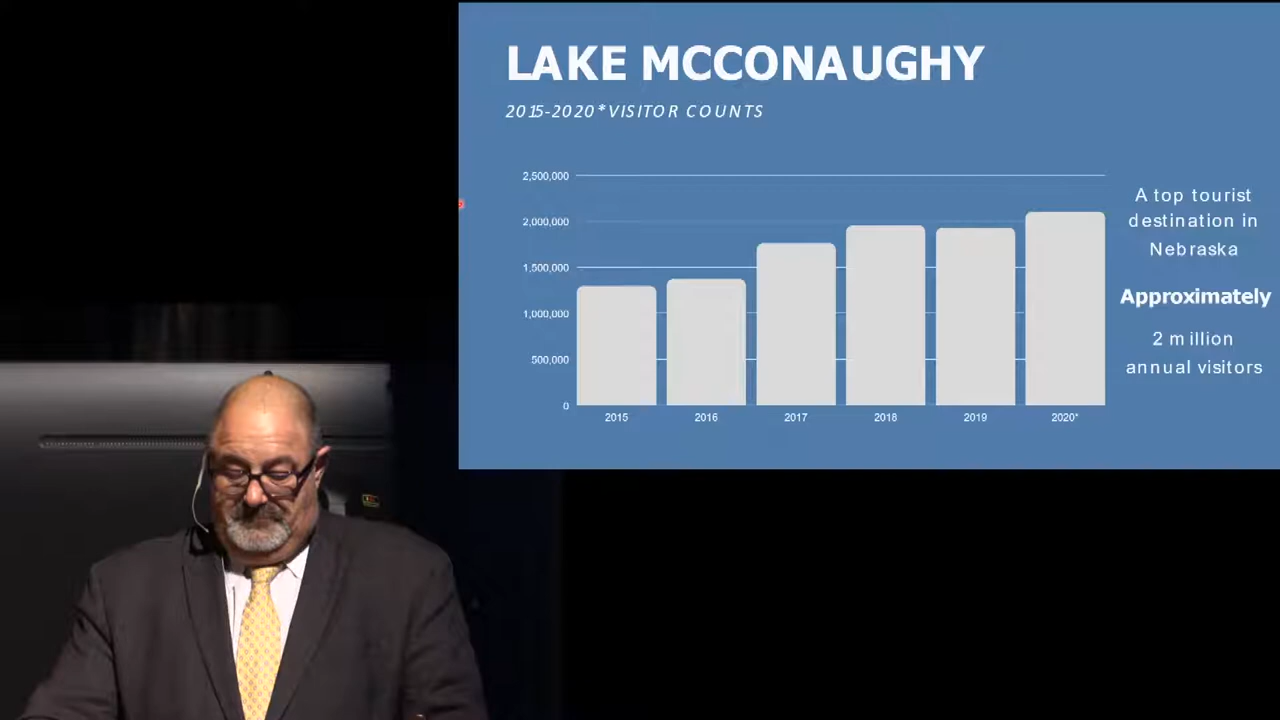 LAKE MCCONAUGHY
2015-2020* VISITOR COUNTS
2,500,000
2,000,000
1,500,000
1,000,000
500,000
0
2015
2016
2017
2018
2019
2020*
A top tourist
destination in
Nebraska
Approximately
2 million
annual visitors